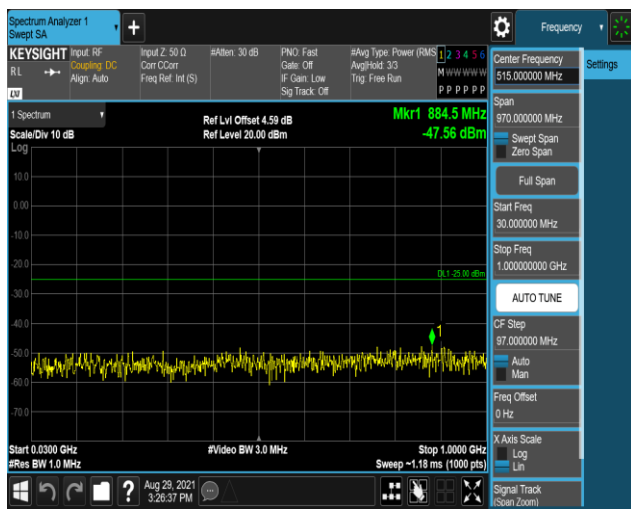 Spectrum Analyzer 1
Swept SA
Frequency
KEYSIGHT
RL
LXI
Input: RF
Coupling: DC
Align: Auto
Input Z: 50 Ω
Corr CCorr
Freq Ref: Int (S)
#Atten: 30 dB
PNO: Fast
Gate: Off
IF Gain: Low
Sig Track: Off
#Avg Type: Power (RMS
Avg|Hold: 3/3
Trig: Free Run
1 2 3 4 5 6
M W W W W W
P P P P P P
Center Frequency
515.000000 MHz
Settings
1 Spectrum
Scale/Div 10 dB
Ref Lvl Offset 4.59 dB
Ref Level 20.00 dBm
Mkr1 884.5 MHz
-47.56 dBm
Log
10.0
0.00
-10.0
-20.0
-30.0
-40.0
-50.0
-60.0
-70.0
DL1 -25.00 dBm
1
Start 0.0300 GHz
#Res BW 1.0 MHz
#Video BW 3.0 MHz
Stop 1.0000 GHz
Sweep ~1.18 ms (1000 pts)
Span
970.000000 MHz
Swept Span
Zero Span
Full Span
Start Freq
30.000000 MHz
Stop Freq
1.000000000 GHz
AUTO TUNE
CF Step
97.000000 MHz
Auto
Man
Freq Offset
0 Hz
X Axis Scale
Log
Lin
Signal Track
(Span Zoom)
?
Aug 29, 2021
3:26:37 PM